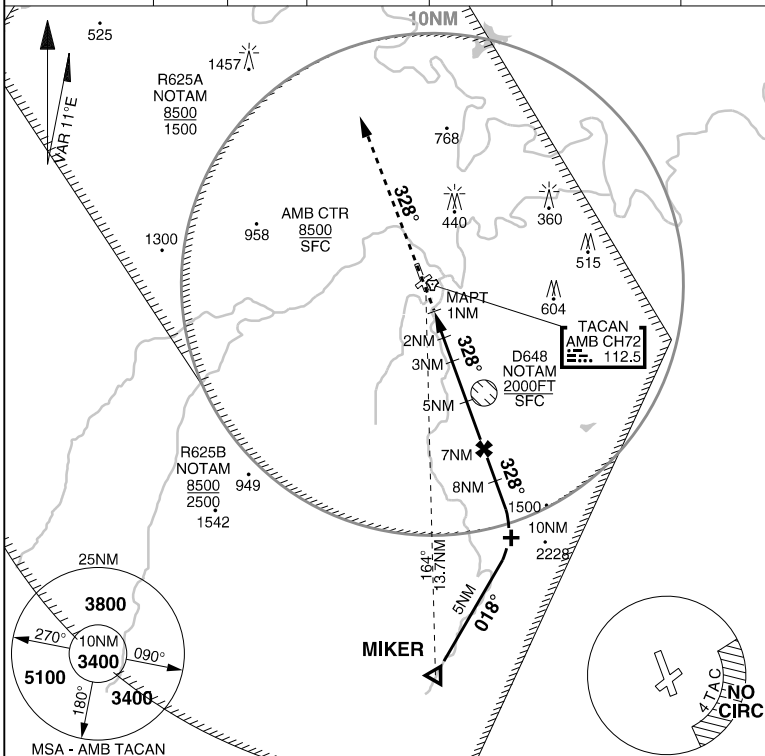 10NM
525
1457
R625A
NOTAM
8500
1500
VAR 11°E
768
328°
440
360
AMB CTR
8500
SFC
958
1300
515
604
MAPT
1NM
TACAN
AMB CH72
112.5
2NM
3NM
328°
D648
NOTAM
2000FT
SFC
5NM
7NM
328°
8NM
R625B
NOTAM
8500
2500
949
1542
1500
10NM
2228
164°
13.7NM
5NM
018°
MIKER
25NM
3800
270°
10NM
3400
090°
5100
180°
3400
MSA - AMB TACAN
4 TAC
NO
CIRC